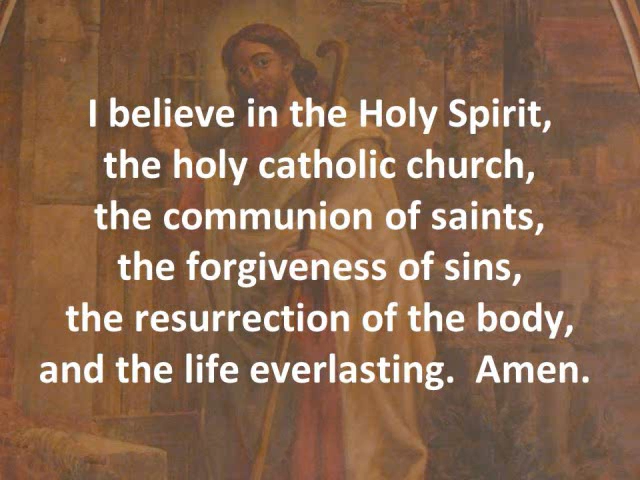 I believe in the Holy Spirit,
the holy catholic church,
the communion of saints,
the forgiveness of sins,
the resurrection of the body,
and the life everlasting.  Amen.